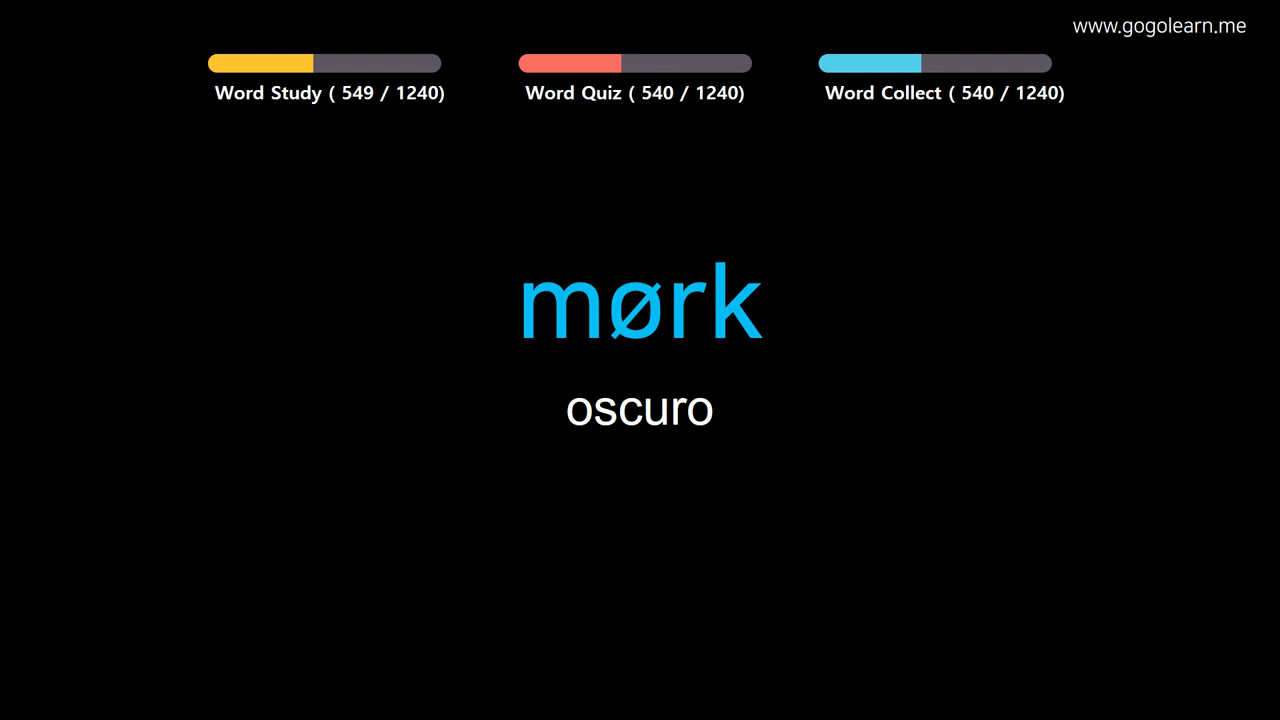 www.gogolearn.me
Word Study ( 549 / 1240)
Word Quiz ( 540 / 1240)
Word Collect ( 540 / 1240)
mørk
oscuro